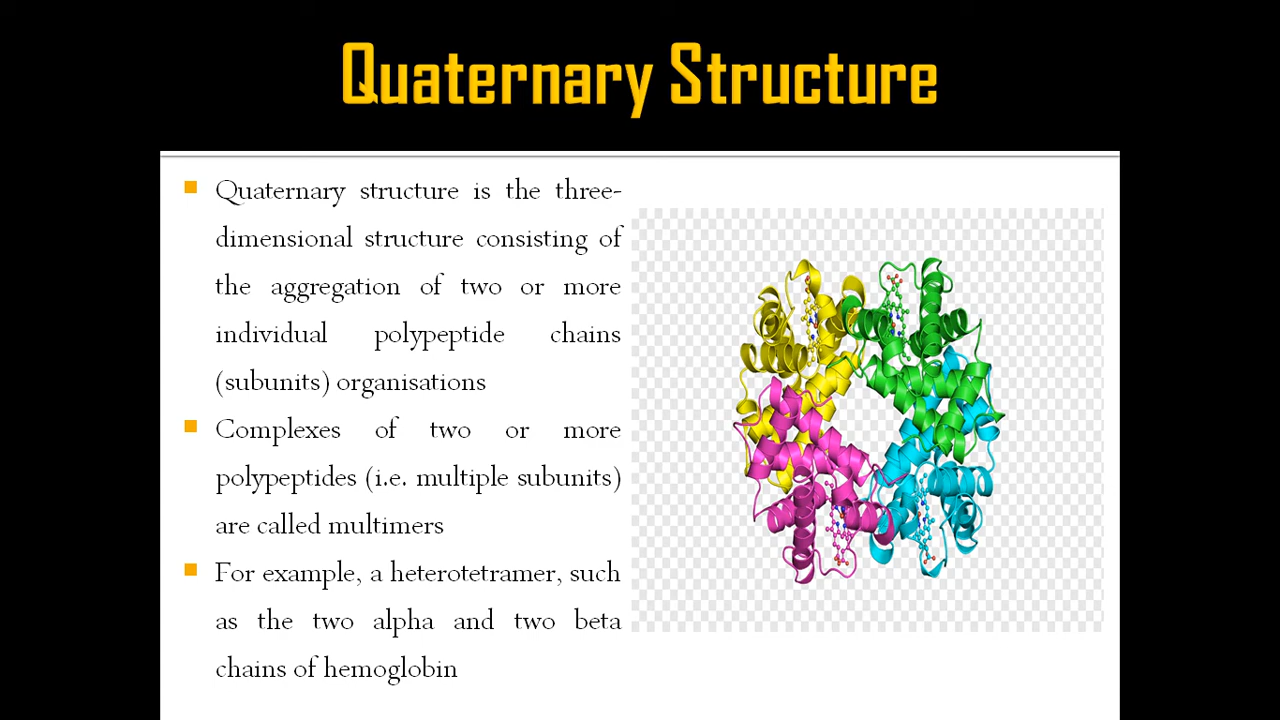 Quaternary Structure
Quaternary structure is the three-
dimensional structure consisting of
the aggregation of two or more
individual polypeptide chains
(subunits) organisations
Complexes of two or more
polypeptides (i.e. multiple subunits)
are called multimers
For example, a heterotetramer, such
as the two alpha and two beta
chains of hemoglobin